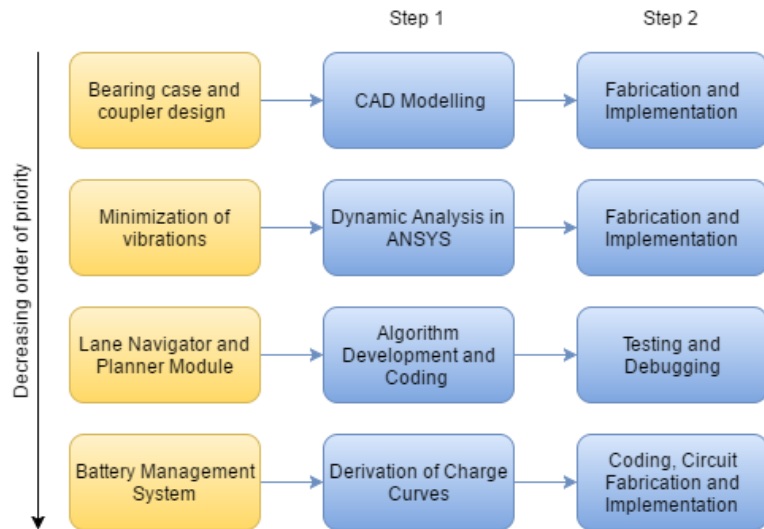 Step 1
Step 2
Decreasing order of priority
Bearing case and
coupler design
CAD Modelling
Fabrication and
Implementation
Minimization of
vibrations
Dynamic Analysis in
ANSYS
Fabrication and
Implementation
Lane Navigator and
Planner Module
Algorithm
Development and
Coding
Testing and
Debugging
Battery Management
System
Derivation of Charge
Curves
Coding, Circuit
Fabrication and
Implementation